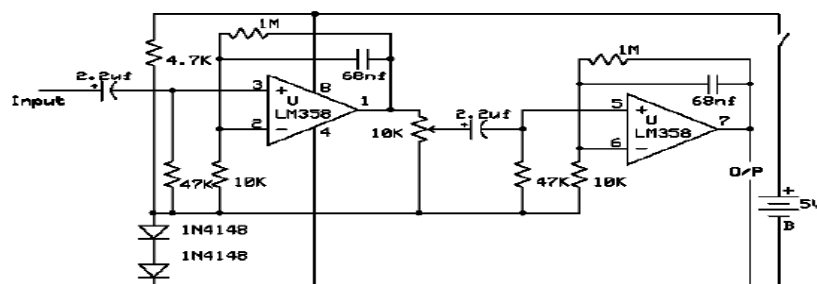 1M
4.7K
2.2uf
68nf
Input
3
8
U
LM358
1
2
4
10K
47K
10K
2.2uf
1M
68nf
5
U
LM358
7
6
O/P
47K
10K
5V
B
1N4148
1N4148